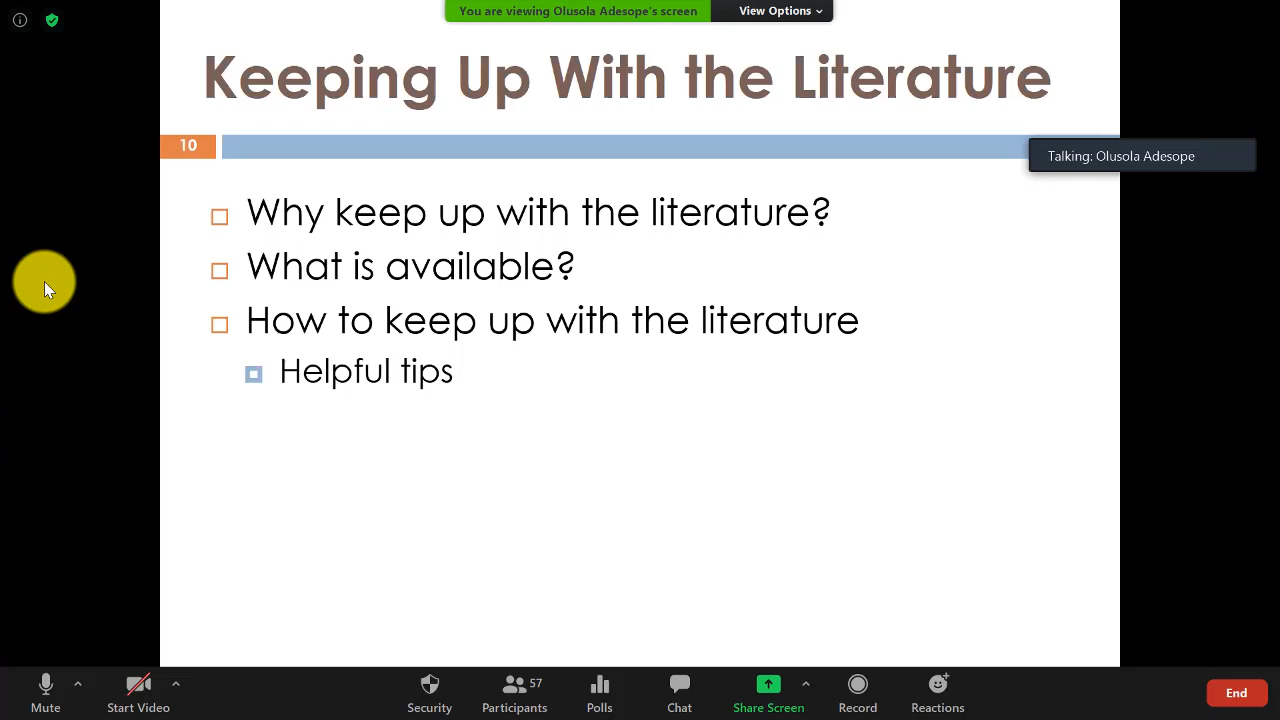 You are viewing Olusola Adesope's screen
View Options
Keeping Up With the Literature
10
Talking: Olusola Adesope
Why keep up with the literature?
What is available?
How to keep up with the literature
Helpful tips
Mute
Start Video
Security
Participants
57
Polls
Chat
Share Screen
Record
Reactions
End